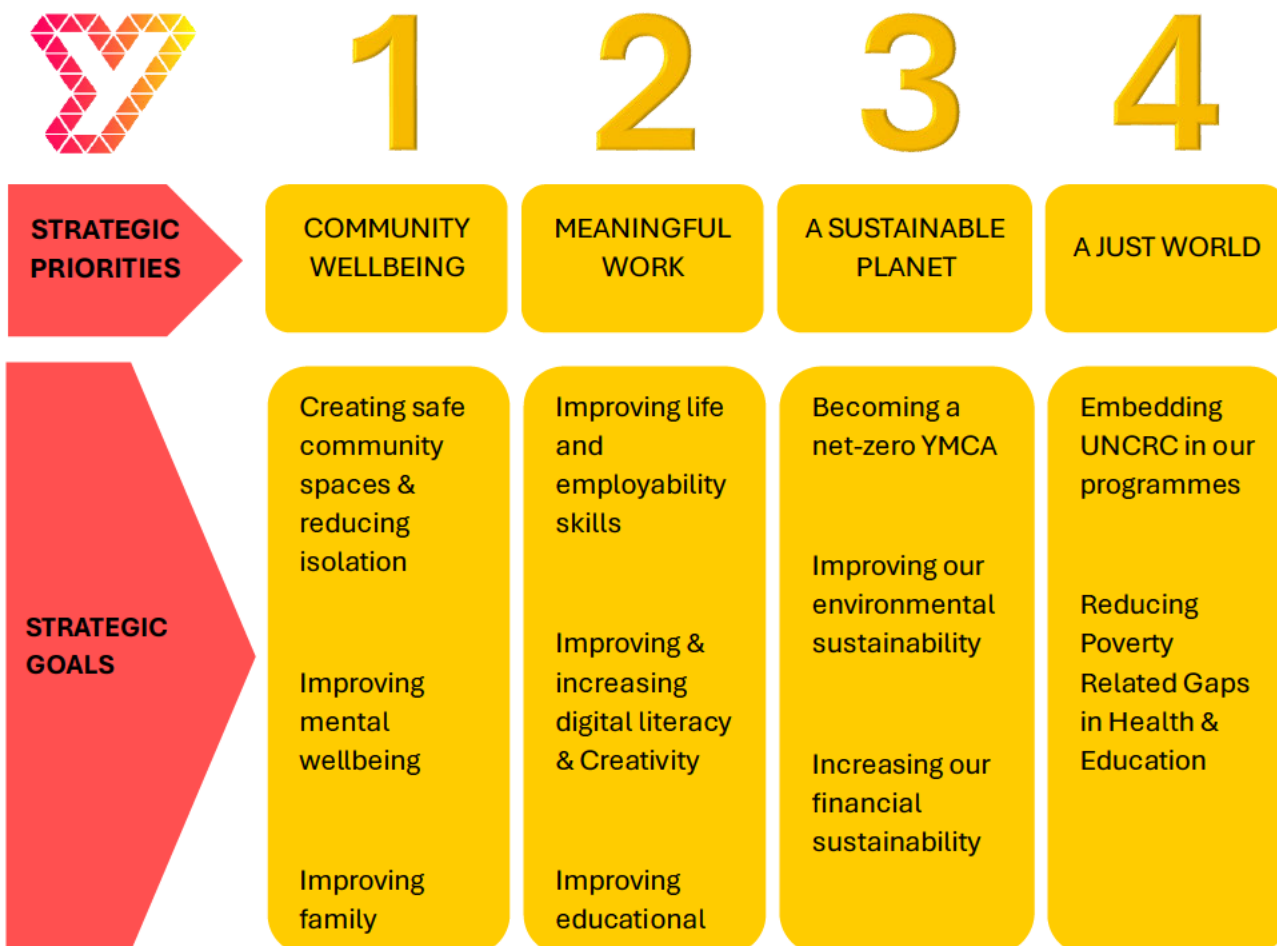 1
2
3
4
STRATEGIC
PRIORITIES
COMMUNITY
WELLBEING
MEANINGFUL
WORK
A SUSTAINABLE
PLANET
A JUST WORLD
STRATEGIC
GOALS
Creating safe
community
spaces &
reducing
isolation
Improving
mental
wellbeing
Improving
family
Improving life
and
employability
skills
Improving &
increasing
digital literacy
& Creativity
Improving
educational
Becoming a
net-zero YMCA
Improving our
environmental
sustainability
Increasing our
financial
sustainability
Embedding
UNCRC in our
programmes
Reducing
Poverty
Related Gaps
in Health &
Education